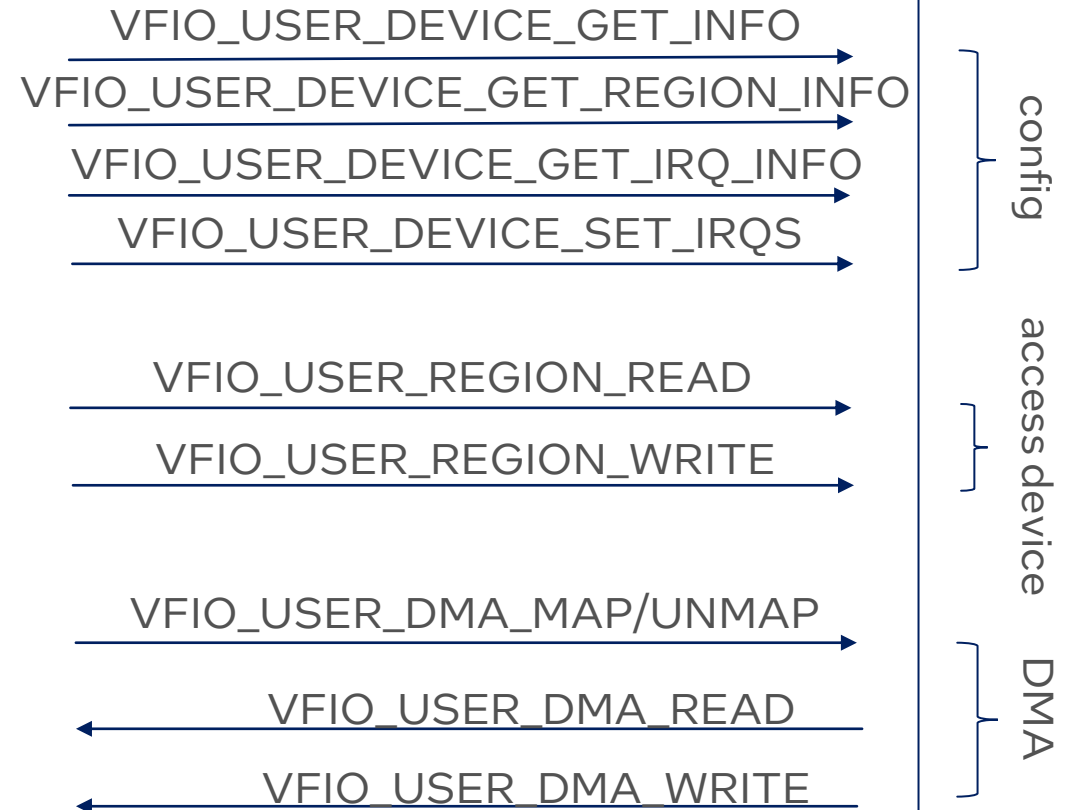 VFIO_USER_DEVICE_GET_INFO
VFIO_USER_DEVICE_GET_REGION_INFO
VFIO_USER_DEVICE_GET_IRQ_INFO
VFIO_USER_DEVICE_SET_IRQS
config
VFIO_USER_REGION_READ
VFIO_USER_REGION_WRITE
access device
VFIO_USER_DMA_MAP/UNMAP
VFIO_USER_DMA_READ
VFIO_USER_DMA_WRITE
DMA